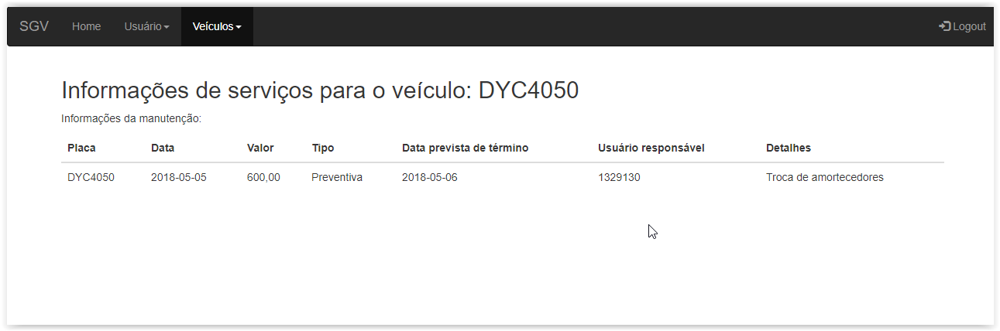 SGV Home Usuário Veículos Logout
Informações de serviços para o veículo: DYC4050
Informações da manutenção:
Placa Data Valor Tipo Data prevista de término Usuário responsável Detalhes
DYC4050 2018-05-05 600,00 Preventiva 2018-05-06 1329130 Troca de amortecedores